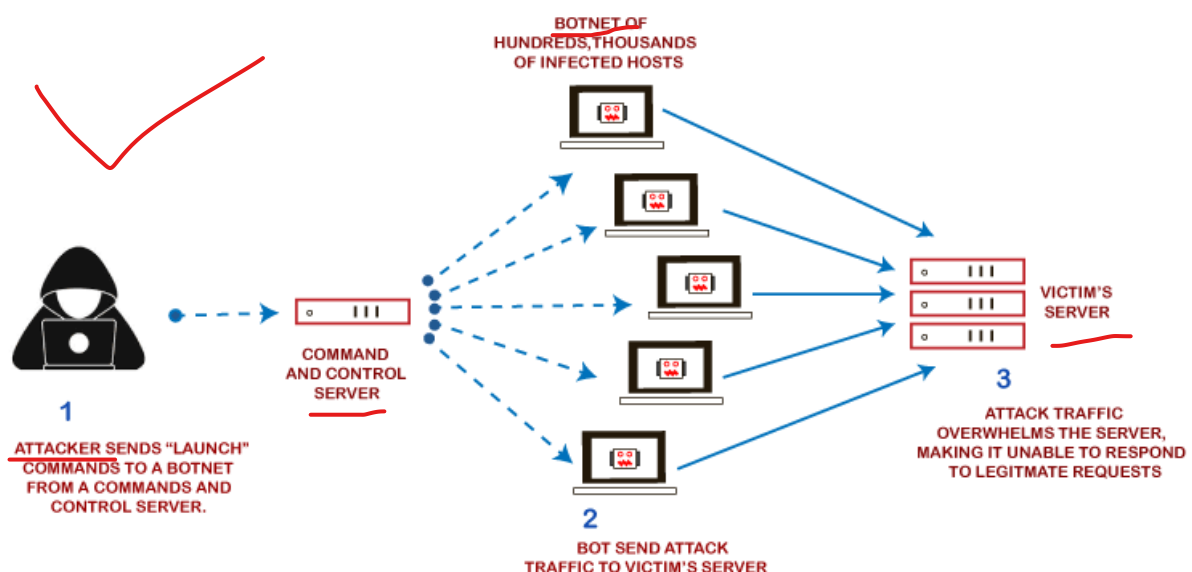 BOTNET OF
HUNDREDS,THOUSANDS
OF INFECTED HOSTS
COMMAND
AND CONTROL
SERVER
VICTIM'S
SERVER
1
ATTACKER SENDS "LAUNCH"
COMMANDS TO A BOTNET
FROM A COMMANDS AND
CONTROL SERVER.
2
BOT SEND ATTACK
TRAFFIC TO VICTIM'S SERVER
3
ATTACK TRAFFIC
OVERWHELMS THE SERVER,
MAKING IT UNABLE TO RESPOND
TO LEGITMATE REQUESTS